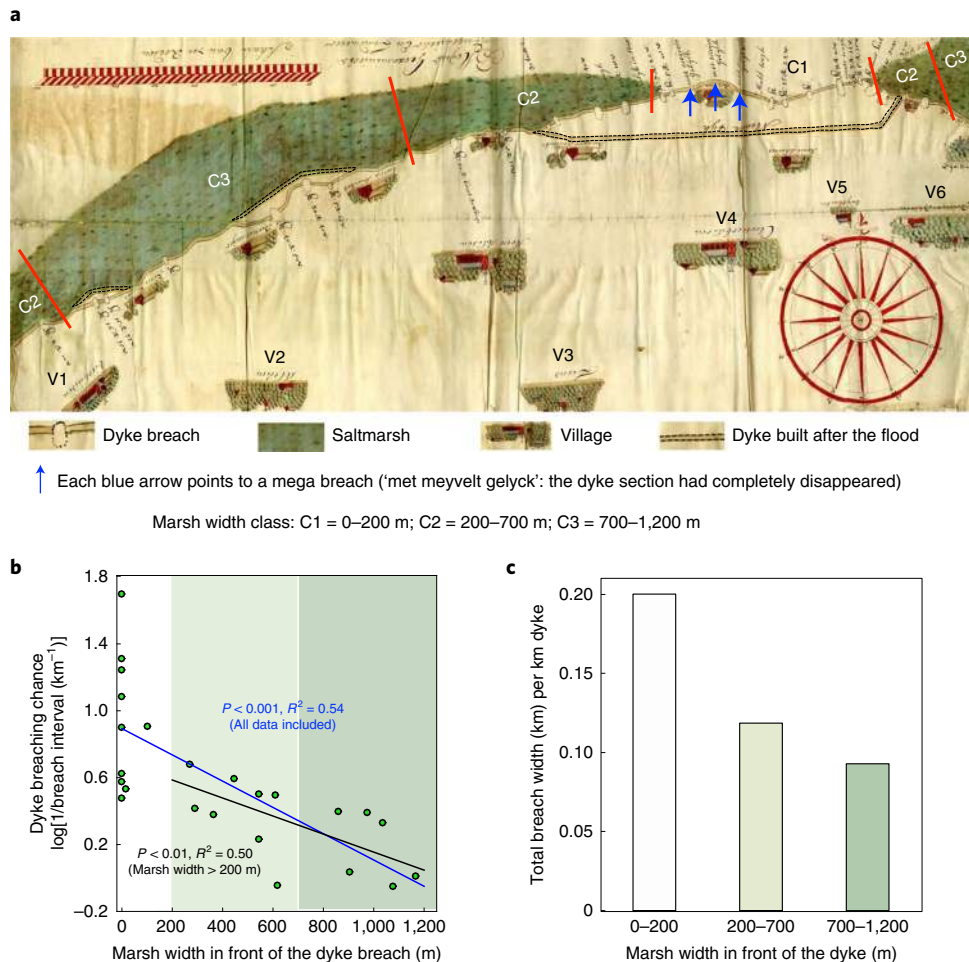 a
C1
C2
C3
C2
C3
C2
V1
V2
V3
V4
V5
V6
Dyke breach
Saltmarsh
Village
Dyke built after the flood
Each blue arrow points to a mega breach (‘met meyvelt gelyck’: the dyke section had completely disappeared)
Marsh width class: C1 = 0–200 m; C2 = 200–700 m; C3 = 700–1,200 m
b
Dyke breaching chance
log[1/breach interval (km⁻¹)]
1.8
1.4
1.0
0.6
0.2
–0.2
P < 0.001, R² = 0.54
(All data included)
P < 0.01, R² = 0.50
(Marsh width > 200 m)
0
200
400
600
800
1,000
1,200
Marsh width in front of the dyke breach (m)
c
Total breach width (km) per km dyke
0.20
0.15
0.10
0.05
0
0–200
200–700
700–1,200
Marsh width in front of the dyke (m)